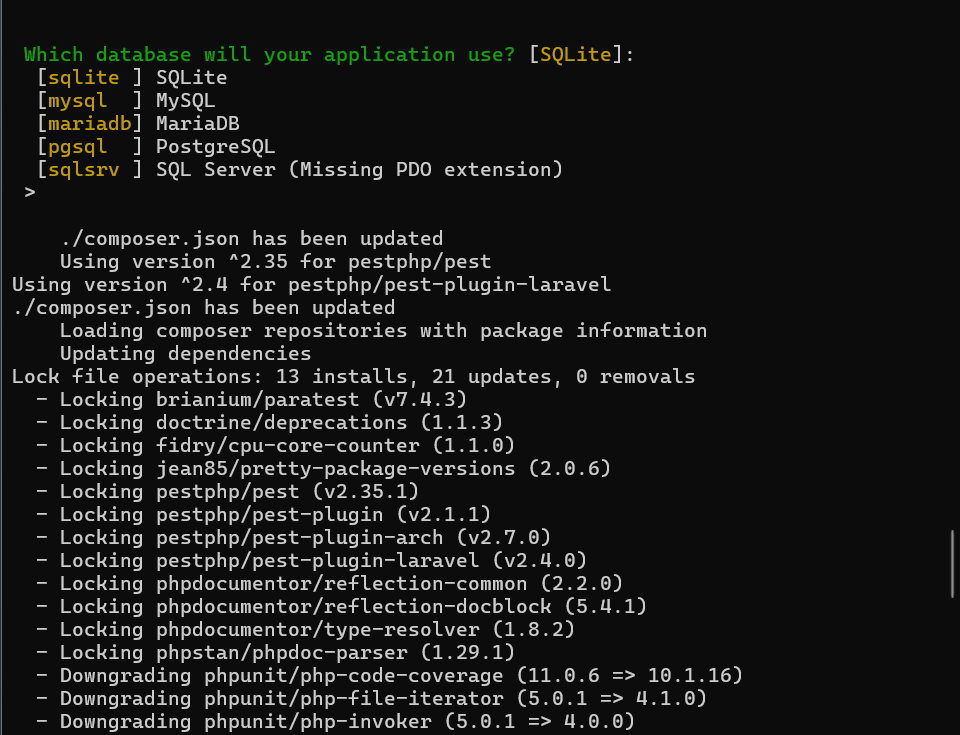 Which database will your application use? [SQLite]:
[sqlite ] SQLite
[mysql  ] MySQL
[mariadb] MariaDB
[pgsql  ] PostgreSQL
[sqlsrv ] SQL Server (Missing PDO extension)
>
./composer.json has been updated
Using version ^2.35 for pestphp/pest
Using version ^2.4 for pestphp/pest-plugin-laravel
./composer.json has been updated
Loading composer repositories with package information
Updating dependencies
Lock file operations: 13 installs, 21 updates, 0 removals
- Locking brianium/paratest (v7.4.3)
- Locking doctrine/deprecations (1.1.3)
- Locking fidry/cpu-core-counter (1.1.0)
- Locking jean85/pretty-package-versions (2.0.6)
- Locking pestphp/pest (v2.35.1)
- Locking pestphp/pest-plugin (v2.1.1)
- Locking pestphp/pest-plugin-arch (v2.7.0)
- Locking pestphp/pest-plugin-laravel (v2.4.0)
- Locking phpdocumentor/reflection-common (2.2.0)
- Locking phpdocumentor/reflection-docblock (5.4.1)
- Locking phpdocumentor/type-resolver (1.8.2)
- Locking phpstan/phpdoc-parser (1.29.1)
- Downgrading phpunit/php-code-coverage (11.0.6 => 10.1.16)
- Downgrading phpunit/php-file-iterator (5.0.1 => 4.1.0)
- Downgrading phpunit/php-invoker (5.0.1 => 4.0.0)